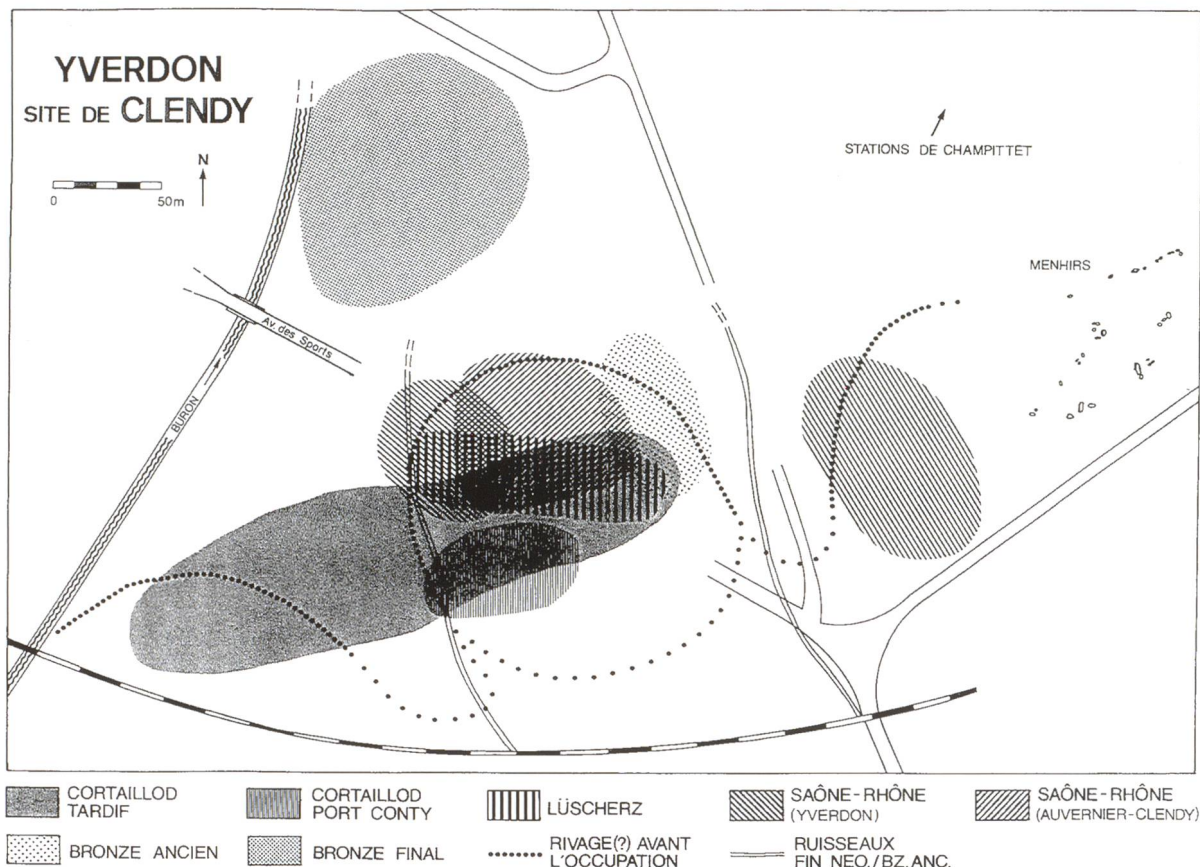 YVERDON
SITE DE CLENDY
N
0 50m
STATIONS DE CHAMPITTET
MENHIRS
Av. des Sports
BURON
CORTAILLOD
TARDIF
CORTAILLOD
PORT CONTY
LÜSCHERZ
SAÔNE-RHÔNE
(YVERDON)
SAÔNE-RHÔNE
(AUVERNIER-CLENDY)
BRONZE ANCIEN
BRONZE FINAL
RIVAGE(?) AVANT
L'OCCUPATION
RUISSEAUX
FIN NEO./BZ.ANC.